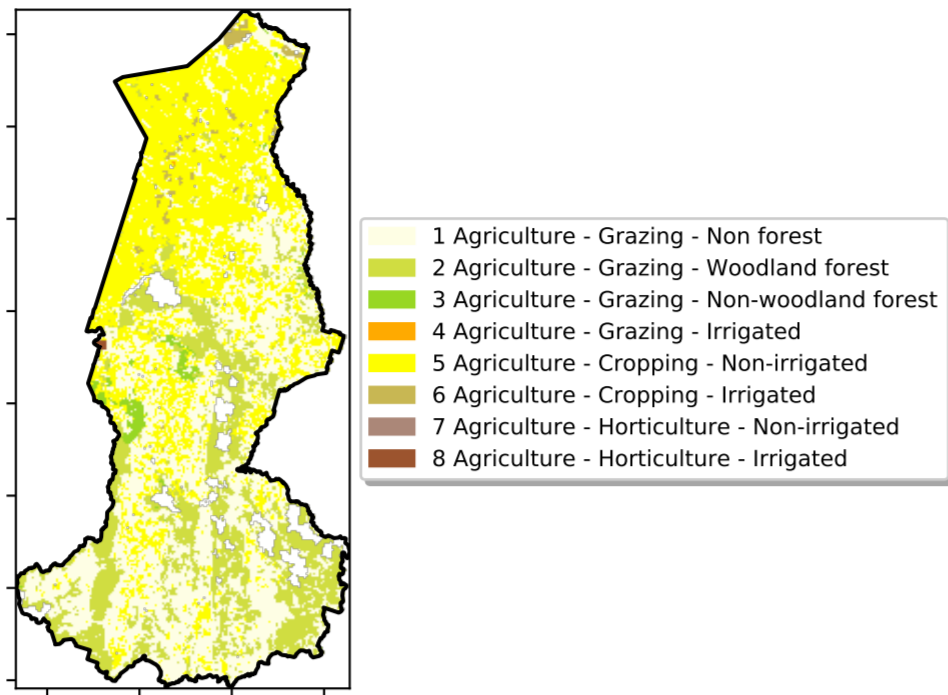 1 Agriculture - Grazing - Non forest
2 Agriculture - Grazing - Woodland forest
3 Agriculture - Grazing - Non-woodland forest
4 Agriculture - Grazing - Irrigated
5 Agriculture - Cropping - Non-irrigated
6 Agriculture - Cropping - Irrigated
7 Agriculture - Horticulture - Non-irrigated
8 Agriculture - Horticulture - Irrigated